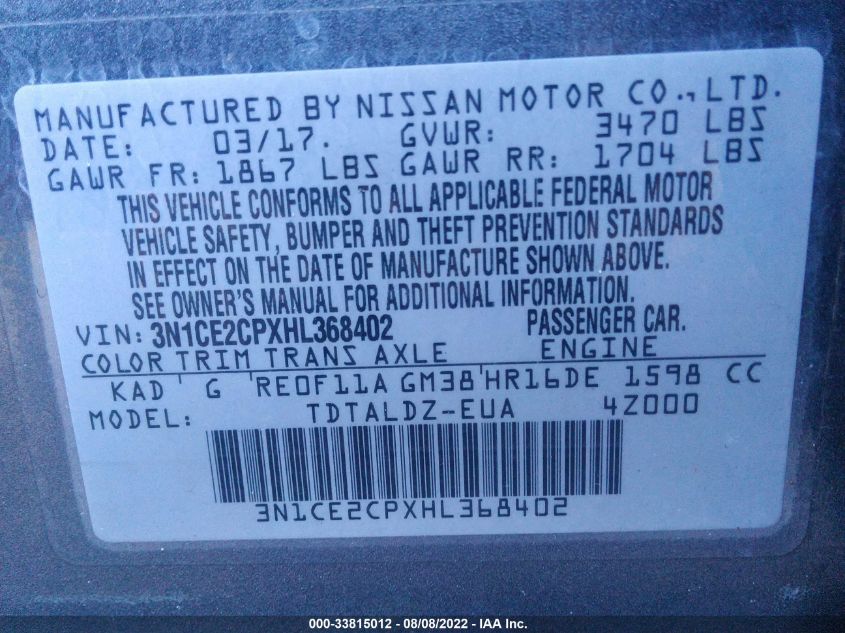 MANUFACTURED BY NISSAN MOTOR CO., LTD.
DATE: 03/17. GVWR: 3470 LBS
GAWR FR: 1867 LBS GAWR RR: 1704 LBS
THIS VEHICLE CONFORMS TO ALL APPLICABLE FEDERAL MOTOR
VEHICLE SAFETY, BUMPER AND THEFT PREVENTION STANDARDS
IN EFFECT ON THE DATE OF MANUFACTURE SHOWN ABOVE.
SEE OWNER'S MANUAL FOR ADDITIONAL INFORMATION.
VIN: 3N1CE2CPXHL368402 PASSENGER CAR.
COLOR TRIM TRANS AXLE ENGINE
KAD G RE0F11A GM38 HR16DE 1598 CC
MODEL: TDTALDZ-EUA 4Z000
3N1CE2CPXHL368402
000-33815012 - 08/08/2022 - IAA Inc.